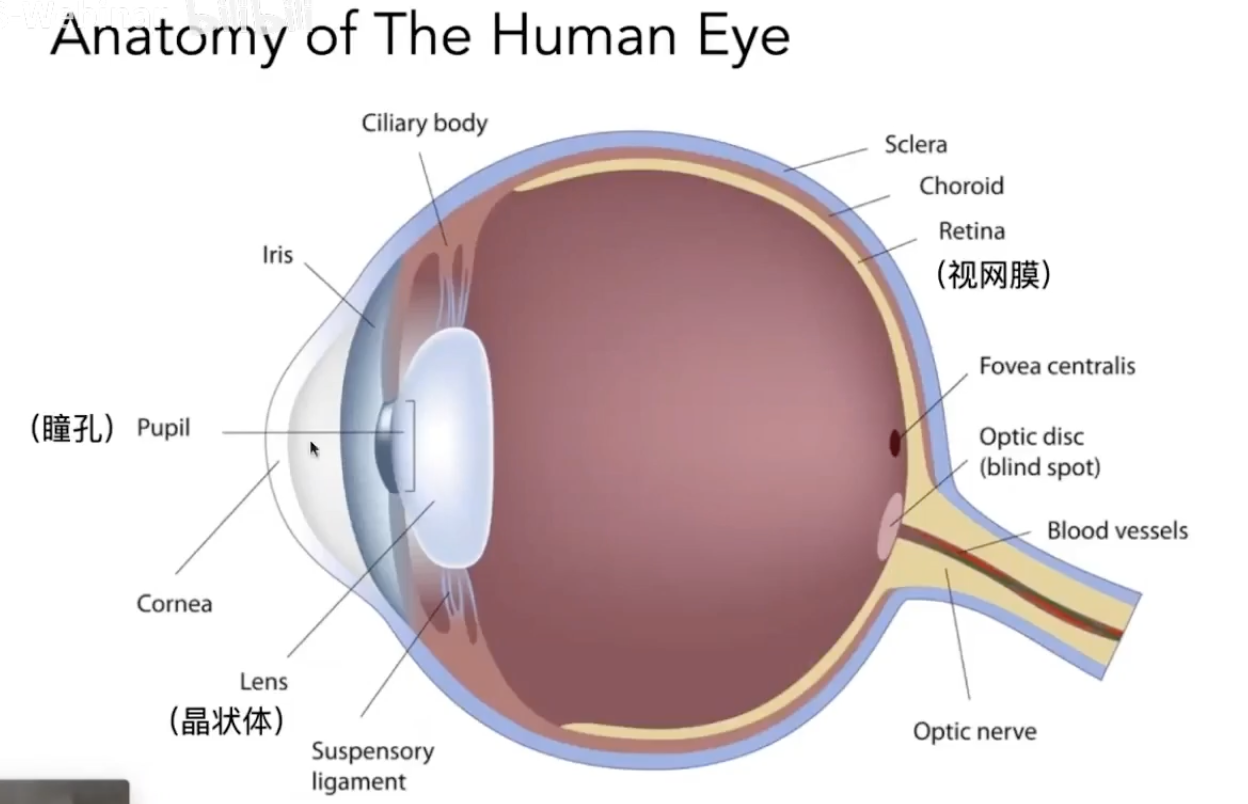 Anatomy of The Human Eye
Ciliary body
Sclera
Choroid
Iris
Retina
(视网膜)
Fovea centralis
(瞳孔) Pupil
Optic disc
(blind spot)
Blood vessels
Cornea
Lens
(晶状体)
Optic nerve
Suspensory
ligament